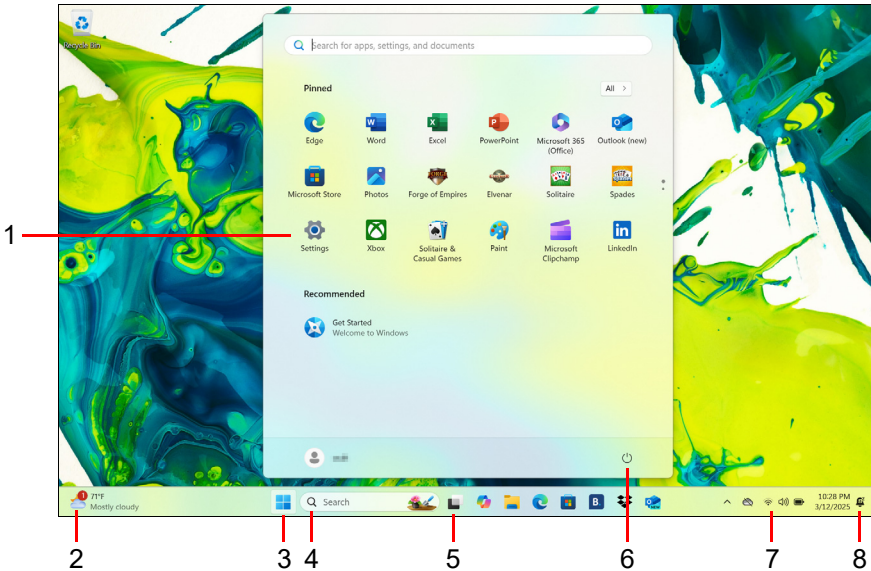 Recycle Bin
Search for apps, settings, and documents
Pinned
All >
Edge
Word
Excel
PowerPoint
Microsoft 365
(Office)
Outlook (new)
Microsoft Store
Photos
Forge of Empires
Elvenar
Solitaire
Spades
1
Settings
Xbox
Solitaire &
Casual Games
Paint
Microsoft
Clipchamp
LinkedIn
Recommended
Get Started
Welcome to Windows
1
71°F
Mostly cloudy
Search
10:28 PM
3/12/2025
2 3 4 5 6 7 8